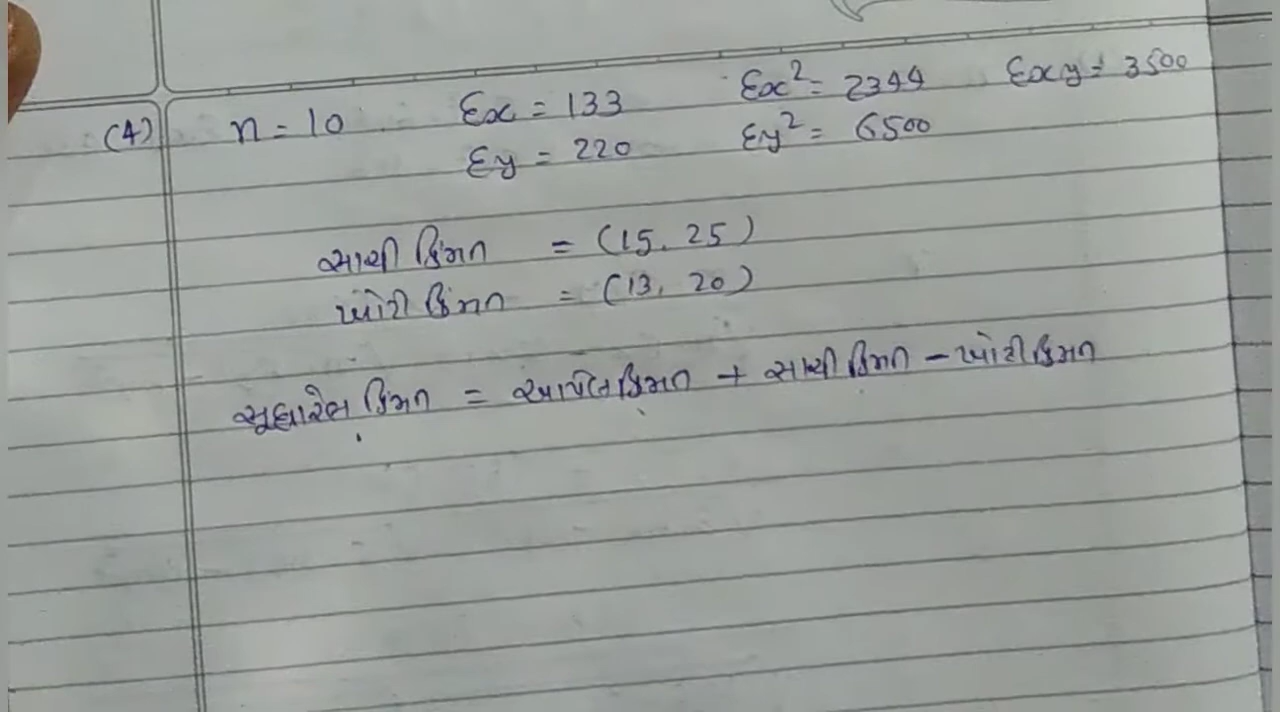 (4) n = 10 Σx = 133 Σx² = 2344 Σxy = 3500
Σy = 220 Σy² = 6500
સાચી કિંમત = (15, 25)
ખોટી કિંમત = (13, 20)
સુધારેલ કિંમત = આપેલ કિંમત + સાચી કિંમત - ખોટી કિંમત